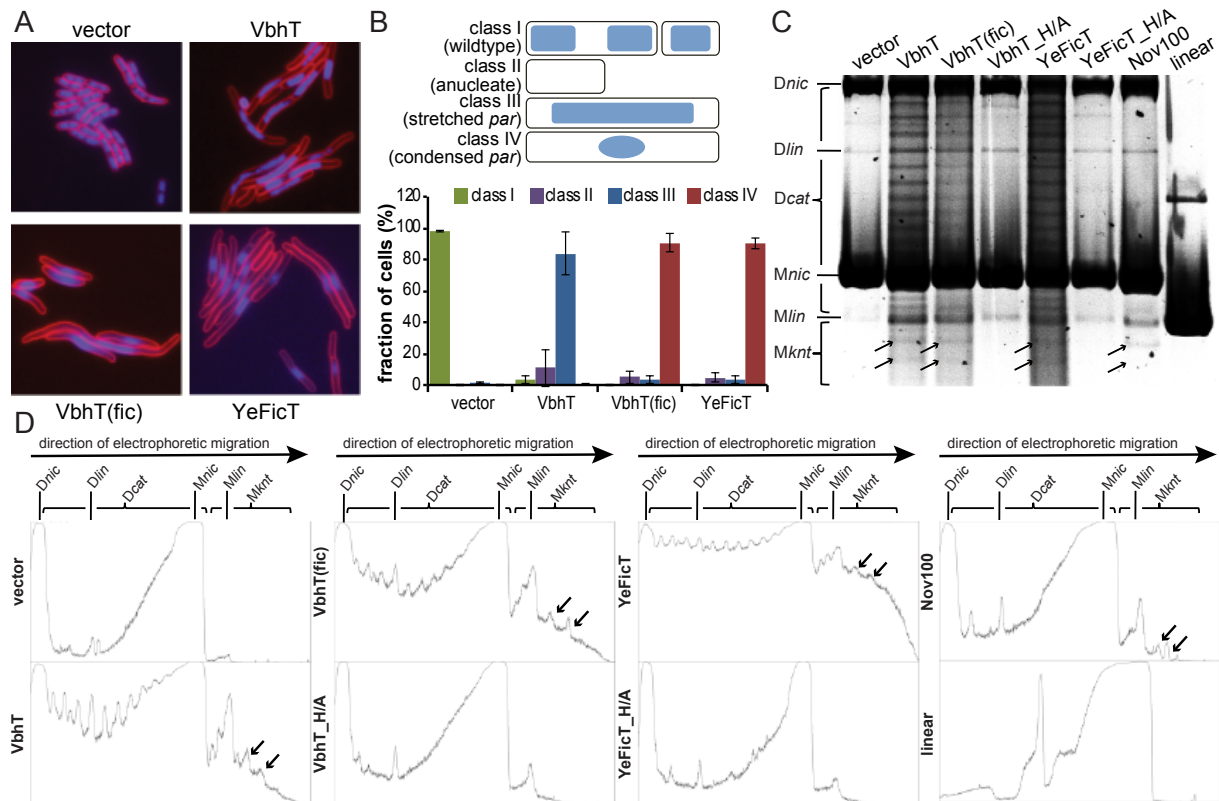 A
vector
VbhT
VbhT(fic)
YeFicT
B
class I
(wildtype)
class II
(anucleate)
class III
(stretched par)
class IV
(condensed par)
fraction of cells (%)
120
100
80
60
40
20
0
class I
class II
class III
class IV
vector
VbhT
VbhT(fic)
YeFicT
C
vector
VbhT
VbhT(fic)
VbhT_H/A
YeFicT
YeFicT_H/A
Nov100
linear
Dnic
Dlin
Dcat
Mnic
Mlin
Mknt
D
direction of electrophoretic migration
direction of electrophoretic migration
direction of electrophoretic migration
direction of electrophoretic migration
Dnic
Dlin
Dcat
Mnic
Mlin
Mknt
Dnic
Dlin
Dcat
Mnic
Mlin
Mknt
Dnic
Dlin
Dcat
Mnic
Mlin
Mknt
Dnic
Dlin
Dcat
Mnic
Mlin
Mknt
vector
VbhT(fic)
YeFicT
Nov100
VbhT
VbhT_H/A
YeFicT_H/A
linear